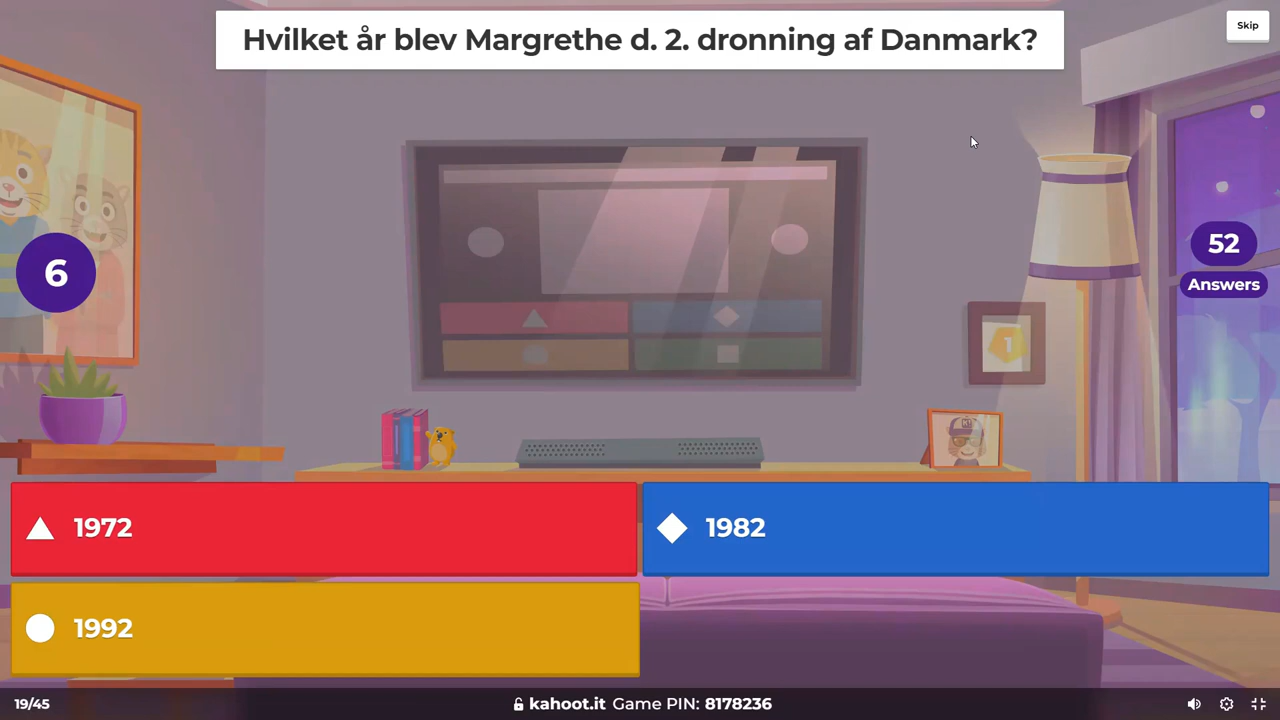 Hvilket år blev Margrethe d. 2. dronning af Danmark?
Skip
6
52
Answers
1
1972
1982
1992
19/45
kahoot.it Game PIN: 8178236